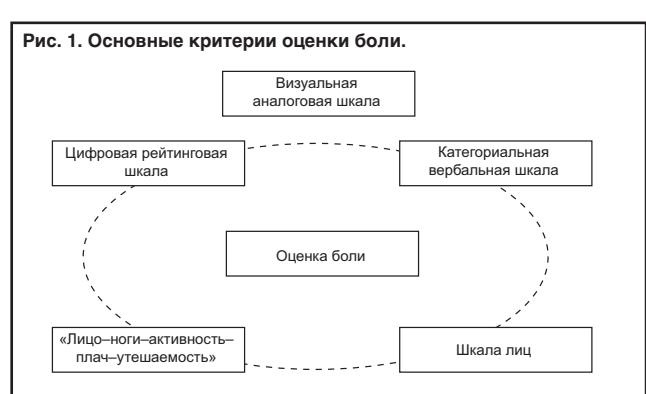 Рис. 1. Основные критерии оценки боли.
Визуальная
аналоговая шкала
Цифровая рейтинговая
шкала
Категориальная
вербальная шкала
Оценка боли
«Лицо–ноги–активность–
плач–утешаемость»
Шкала лиц